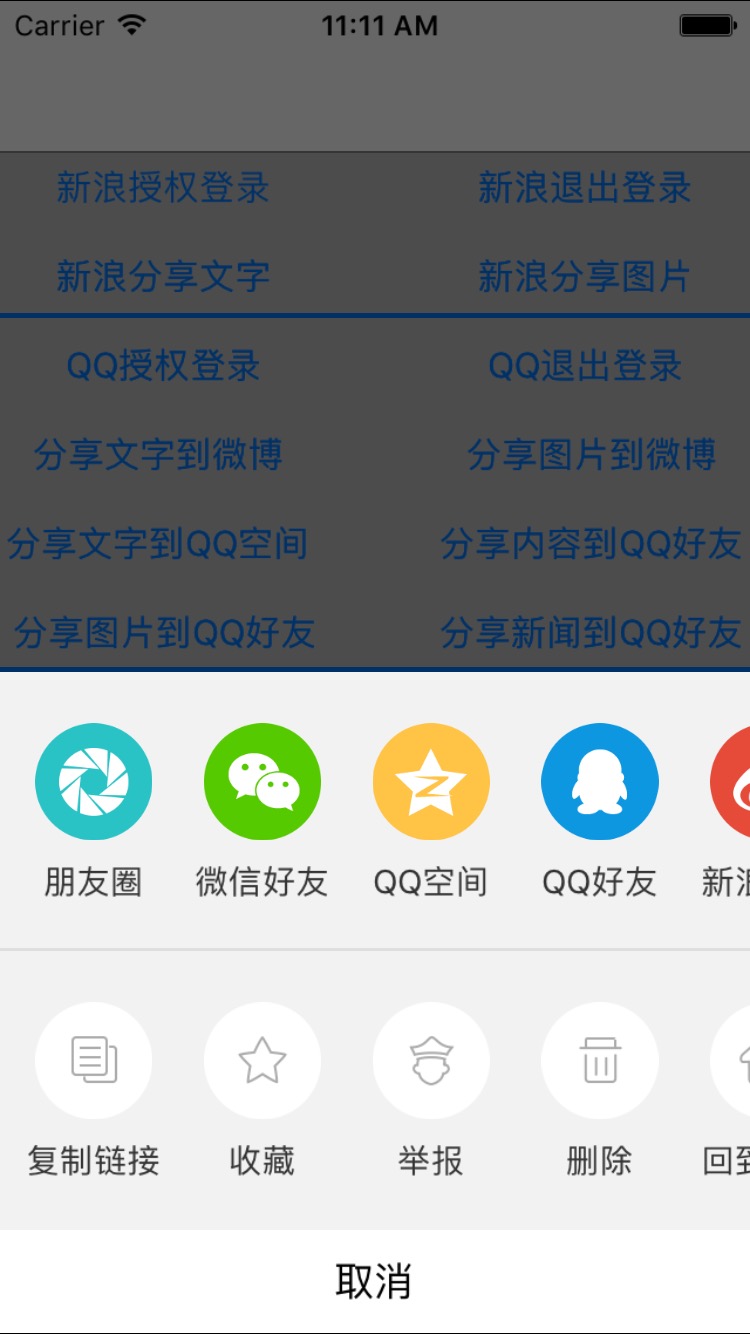 Carrier 11:11 AM
新浪授权登录 新浪退出登录
新浪分享文字 新浪分享图片
QQ授权登录 QQ退出登录
分享文字到微博 分享图片到微博
分享文字到QQ空间 分享内容到QQ好友
分享图片到QQ好友 分享新闻到QQ好友
朋友圈 微信好友 QQ空间 QQ好友 新浪
复制链接 收藏 举报 删除 回到
取消